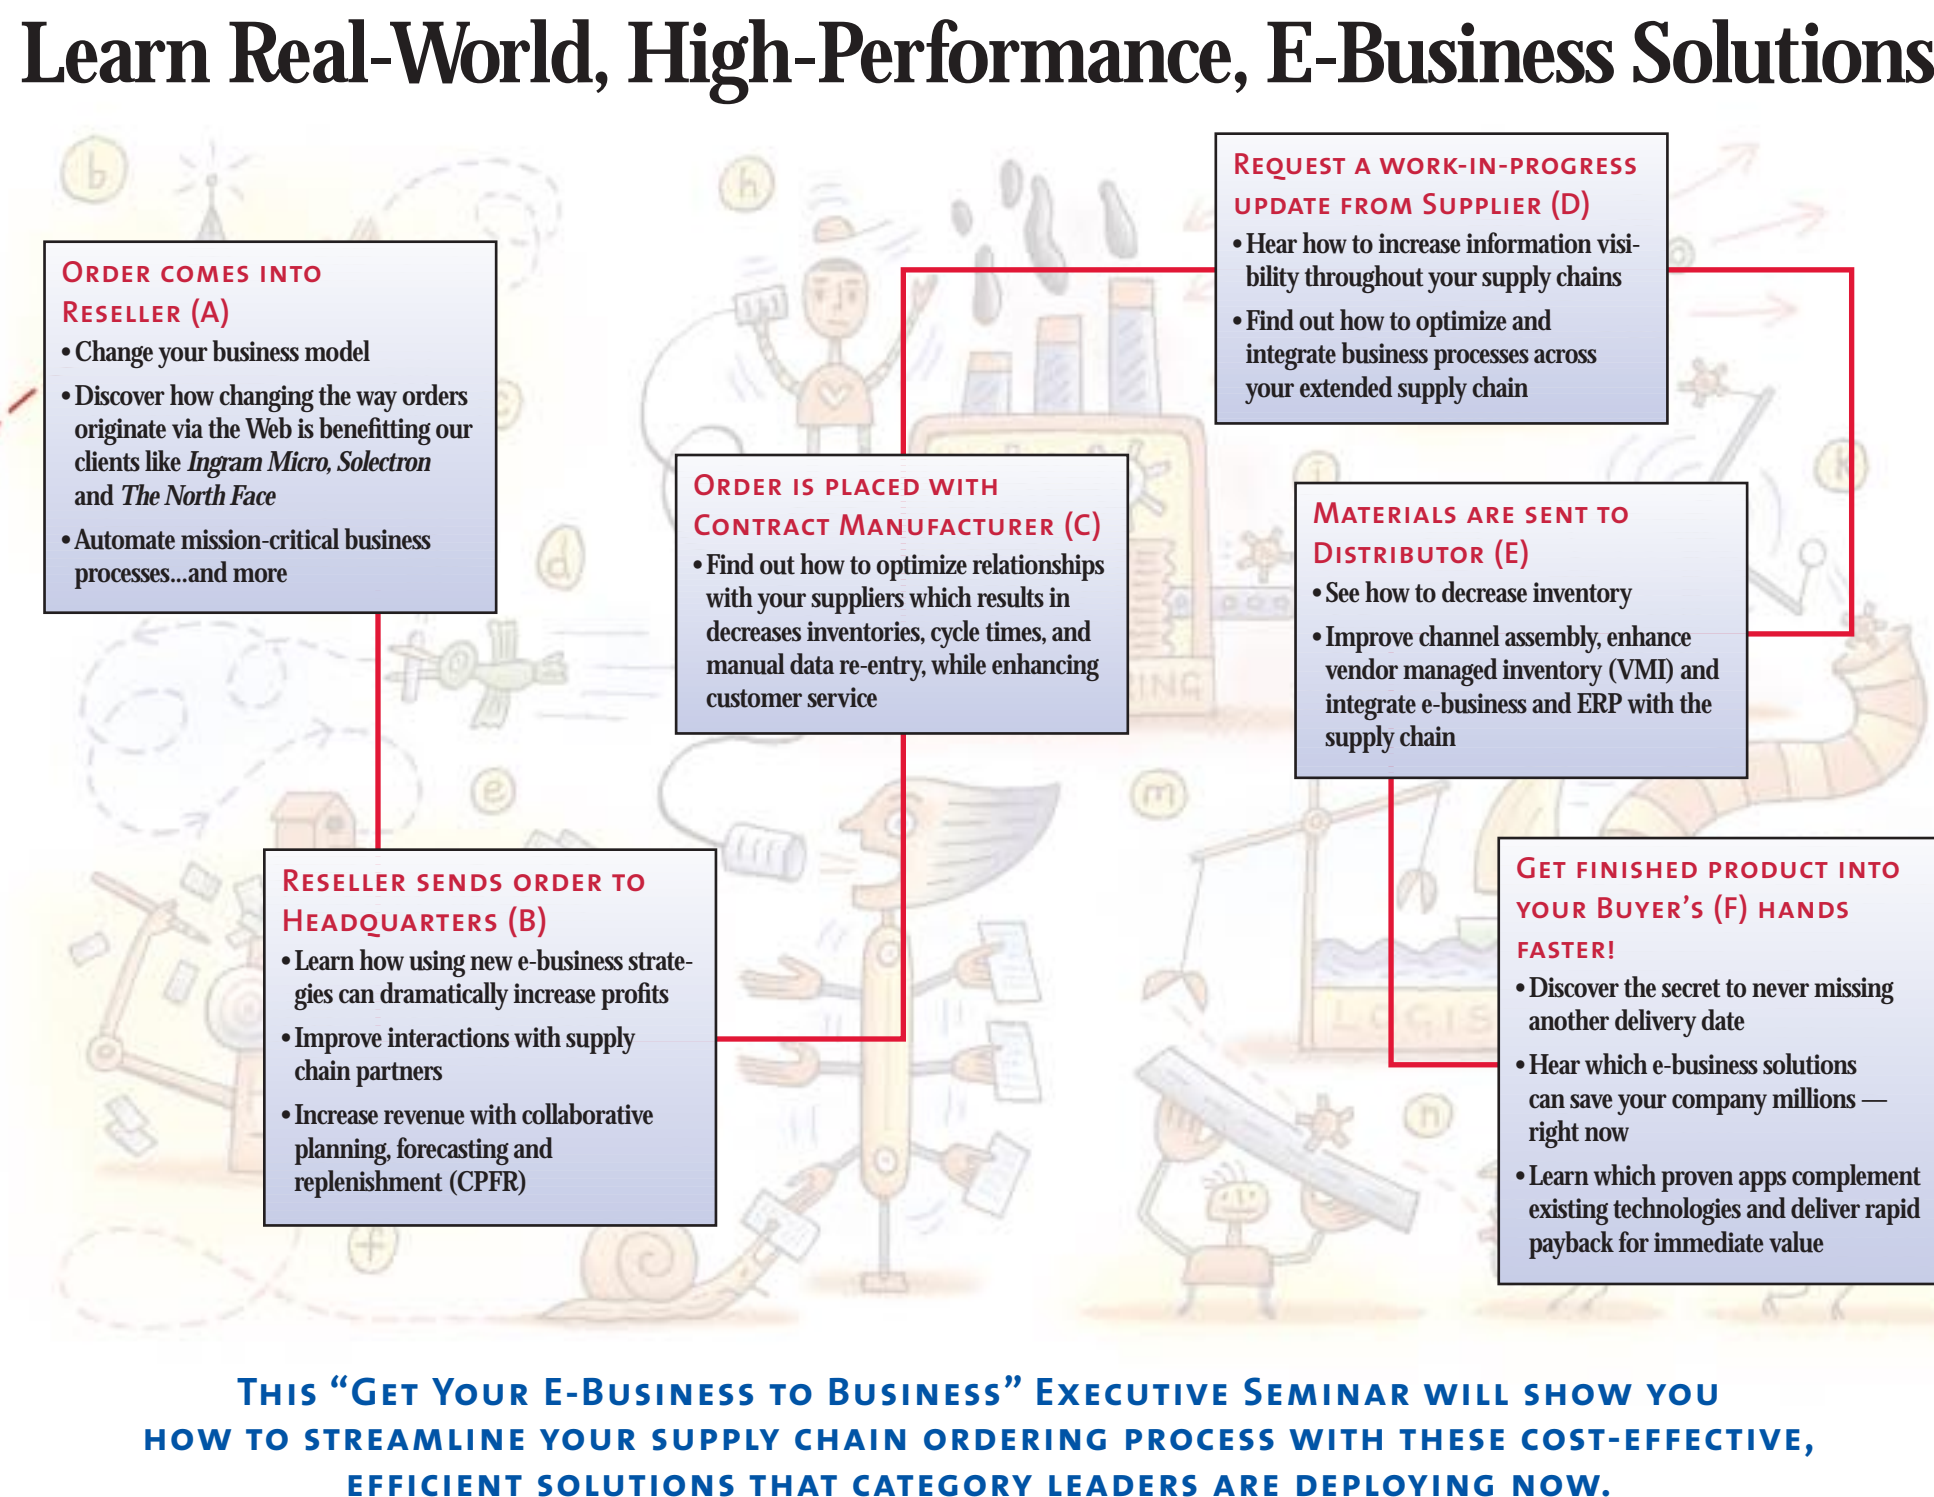 Learn Real-World, High-Performance, E-Business Solutions
b
h
Request a work-in-progress
update from Supplier (D)
• Hear how to increase information visi-
bility throughout your supply chains
• Find out how to optimize and
integrate business processes across
your extended supply chain
Order comes into
Reseller (A)
• Change your business model
• Discover how changing the way orders
originate via the Web is benefitting our
clients like Ingram Micro, Solectron
and The North Face
• Automate mission-critical business
processes...and more
d
k
Order is placed with
Contract Manufacturer (C)
• Find out how to optimize relationships
with your suppliers which results in
decreases inventories, cycle times, and
manual data re-entry, while enhancing
customer service
Materials are sent to
Distributor (E)
• See how to decrease inventory
• Improve channel assembly, enhance
vendor managed inventory (VMI) and
integrate e-business and ERP with the
supply chain
e
m
Reseller sends order to
Headquarters (B)
• Learn how using new e-business strate-
gies can dramatically increase profits
• Improve interactions with supply
chain partners
• Increase revenue with collaborative
planning, forecasting and
replenishment (CPFR)
f
LOGIS
n
Get finished product into
your Buyer's (F) hands
faster!
• Discover the secret to never missing
another delivery date
• Hear which e-business solutions
can save your company millions —
right now
• Learn which proven apps complement
existing technologies and deliver rapid
payback for immediate value
This “Get Your E-Business to Business” Executive Seminar will show you
how to streamline your supply chain ordering process with these cost-effective,
efficient solutions that category leaders are deploying now.